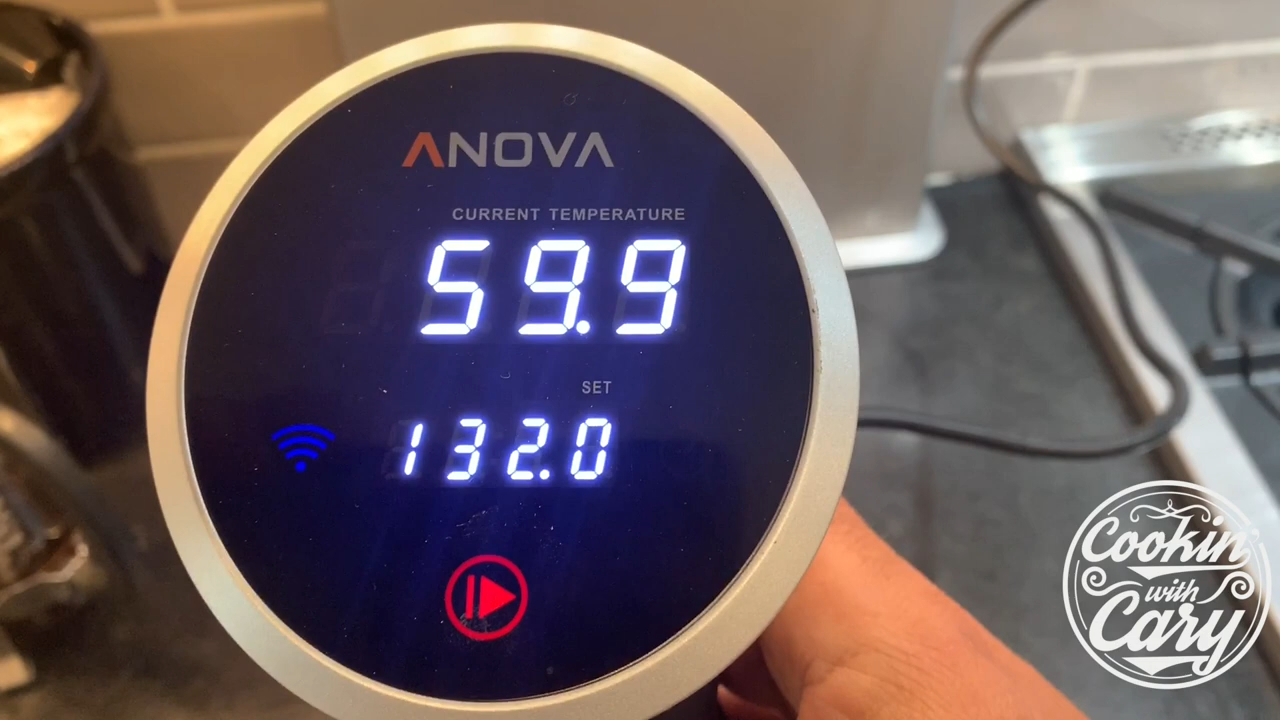 ANOVA
CURRENT TEMPERATURE
59.9
SET
132.0
Cookin
with
Cary